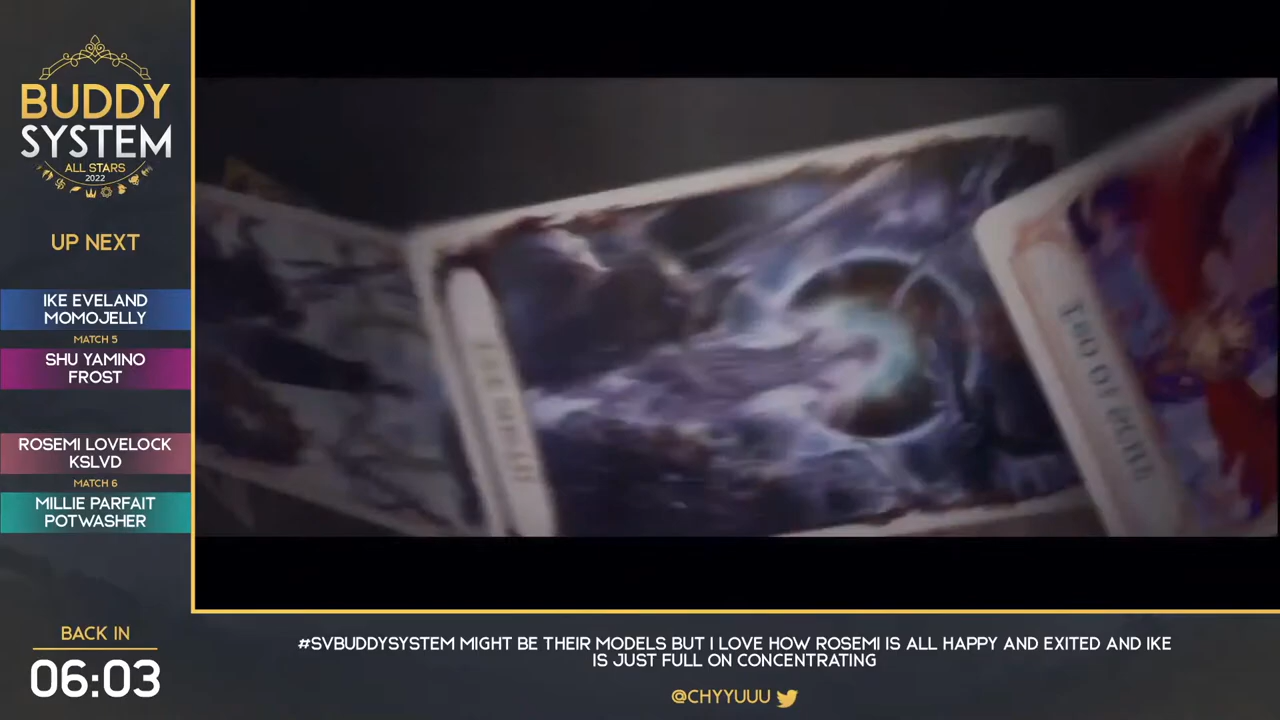 BUDDY
SYSTEM
ALL STARS
2022
UP NEXT
IKE EVELAND
MOMOJELLY
MATCH 5
SHU YAMINO
FROST
ROSEMI LOVELOCK
KSLVD
MATCH 6
MILLIE PARFAIT
POTWASHER
BACK IN
06:03
#SVBUDDYSYSTEM MIGHT BE THEIR MODELS BUT I LOVE HOW ROSEMI IS ALL HAPPY AND EXITED AND IKE
IS JUST FULL ON CONCENTRATING
@CHYYUUU